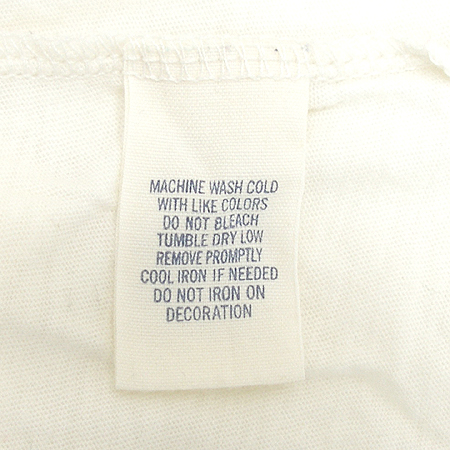 MACHINE WASH COLD
WITH LIKE COLORS
DO NOT BLEACH
TUMBLE DRY LOW
REMOVE PROMPTLY
COOL IRON IF NEEDED
DO NOT IRON ON
DECORATION